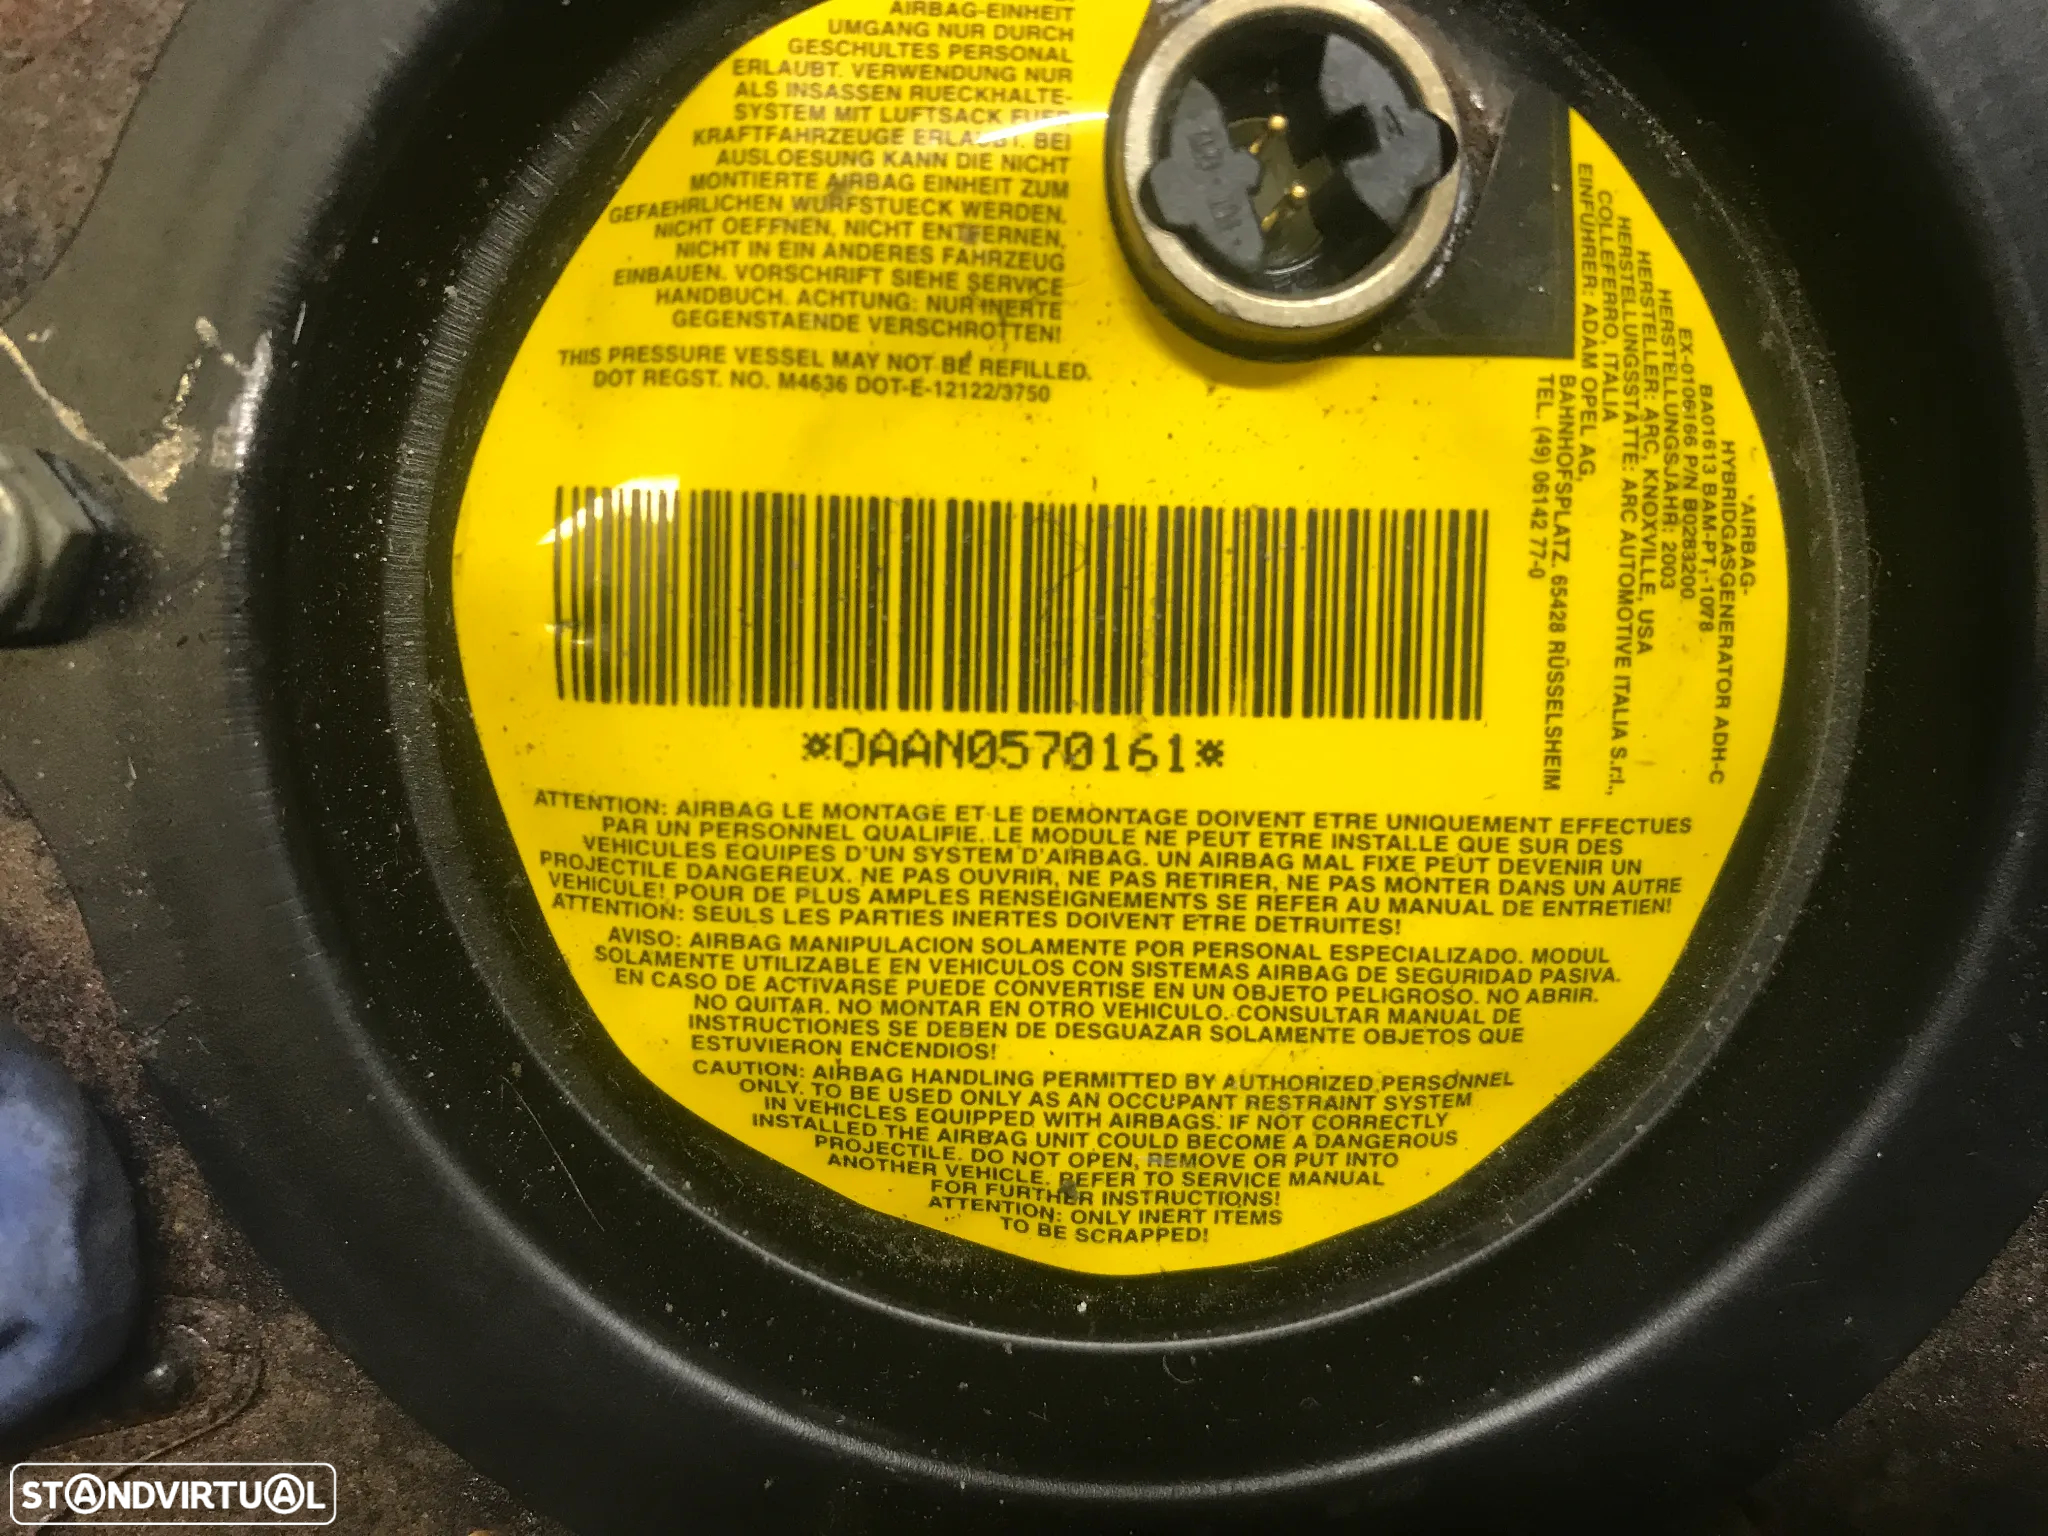 AIRBAG-EINHEIT
UMGANG NUR DURCH
GESCHULTES PERSONAL
ERLAUBT. VERWENDUNG NUR
ALS INSASSEN RUECKHALTE-
SYSTEM MIT LUFTSACK FUER
KRAFTFAHRZEUGE ERLAUBT. BEI
AUSLOESUNG KANN DIE NICHT
MONTIERTE AIRBAG EINHEIT ZUM
GEFAEHRLICHEN WURFSTUECK WERDEN.
NICHT OEFFNEN, NICHT ENTFERNEN,
NICHT IN EIN ANDERES FAHRZEUG
EINBAUEN. VORSCHRIFT SIEHE SERVICE
HANDBUCH. ACHTUNG: NUR INERTE
GEGENSTAENDE VERSCHROTTEN!
THIS PRESSURE VESSEL MAY NOT BE REFILLED.
DOT REGST. NO. M4636 DOT-E-12122/3750
"AIRBAG-
HYBRIDGASGENERATOR ADH-C
BA01613 BAM-PT,-1078
EX-0106166 P/N B0283200
HERSTELLUNGSJAHR: 2003
HERSTELLER: ARC, KNOXVILLE, USA
HERSTELLUNGSSTÄTTE: ARC AUTOMOTIVE ITALIA S.r.l.,
COLLEFERRO, ITALIA
EINFÜHRER: ADAM OPEL AG,
BAHNHOFSPLATZ. 65428 RÜSSELSHEIM
TEL. (49) 06142 77-0
*OAAN0570161*
ATTENTION: AIRBAG LE MONTAGE ET LE DEMONTAGE DOIVENT ETRE UNIQUEMENT EFFECTUES
PAR UN PERSONNEL QUALIFIE. LE MODULE NE PEUT ETRE INSTALLE QUE SUR DES
VEHICULES EQUIPES D'UN SYSTEM D'AIRBAG. UN AIRBAG MAL FIXE PEUT DEVENIR UN
PROJECTILE DANGEREUX. NE PAS OUVRIR, NE PAS RETIRER, NE PAS MONTER DANS UN AUTRE
VEHICULE! POUR DE PLUS AMPLES RENSEIGNEMENTS SE REFER AU MANUAL DE ENTRETIEN!
ATTENTION: SEULS LES PARTIES INERTES DOIVENT ETRE DETRUITES!
AVISO: AIRBAG MANIPULACION SOLAMENTE POR PERSONAL ESPECIALIZADO. MODUL
SOLAMENTE UTILIZABLE EN VEHICULOS CON SISTEMAS AIRBAG DE SEGURIDAD PASIVA.
EN CASO DE ACTIVARSE PUEDE CONVERTISE EN UN OBJETO PELIGROSO. NO ABRIR.
NO QUITAR. NO MONTAR EN OTRO VEHICULO. CONSULTAR MANUAL DE
INSTRUCTIONES SE DEBEN DE DESGUAZAR SOLAMENTE OBJETOS QUE
ESTUVIERON ENCENDIOS!
CAUTION: AIRBAG HANDLING PERMITTED BY AUTHORIZED PERSONNEL
ONLY. TO BE USED ONLY AS AN OCCUPANT RESTRAINT SYSTEM
IN VEHICLES EQUIPPED WITH AIRBAGS. IF NOT CORRECTLY
INSTALLED THE AIRBAG UNIT COULD BECOME A DANGEROUS
PROJECTILE. DO NOT OPEN, REMOVE OR PUT INTO
ANOTHER VEHICLE. REFER TO SERVICE MANUAL
FOR FURTHER INSTRUCTIONS!
ATTENTION: ONLY INERT ITEMS
TO BE SCRAPPED!
STANDVIRTUAL